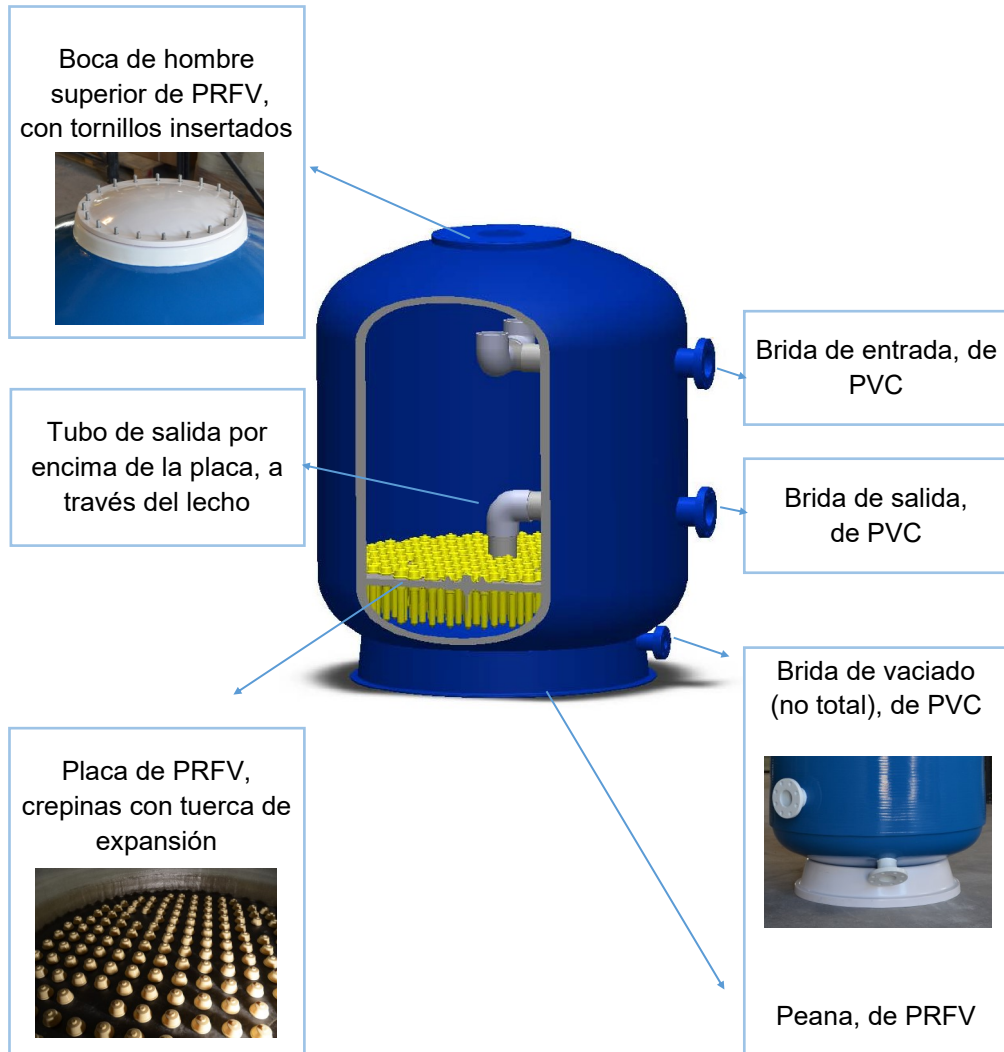 Boca de hombre
superior de PRFV,
con tornillos insertados
Tubo de salida por
encima de la placa, a
través del lecho
Placa de PRFV,
crepinas con tuerca de
expansión
Brida de entrada, de
PVC
Brida de salida,
de PVC
Brida de vaciado
(no total), de PVC
Peana, de PRFV